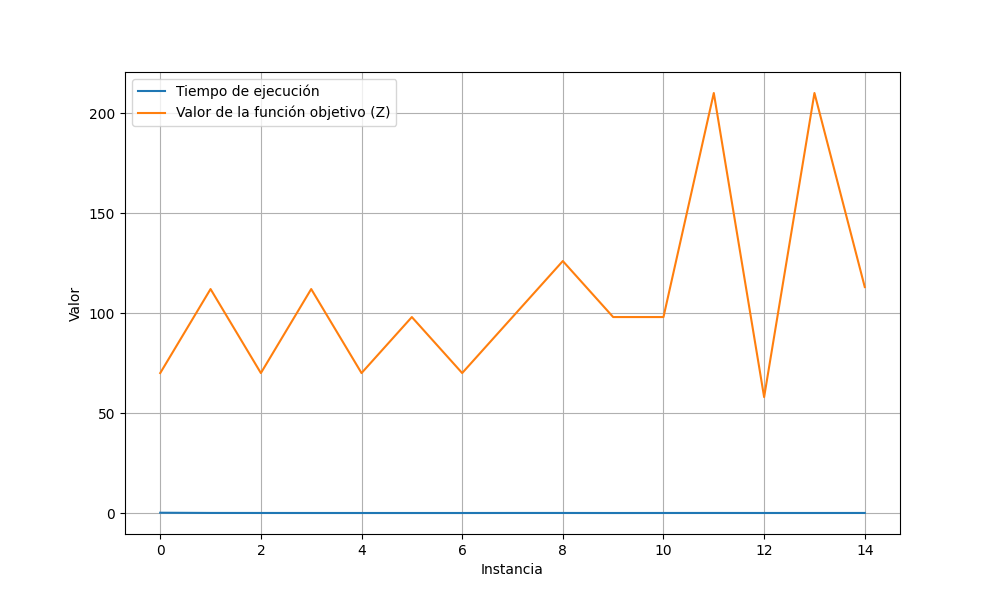 Tiempo de ejecución
Valor de la función objetivo (Z)
200
150
100
50
0
Valor
0 2 4 6 8 10 12 14
Instancia